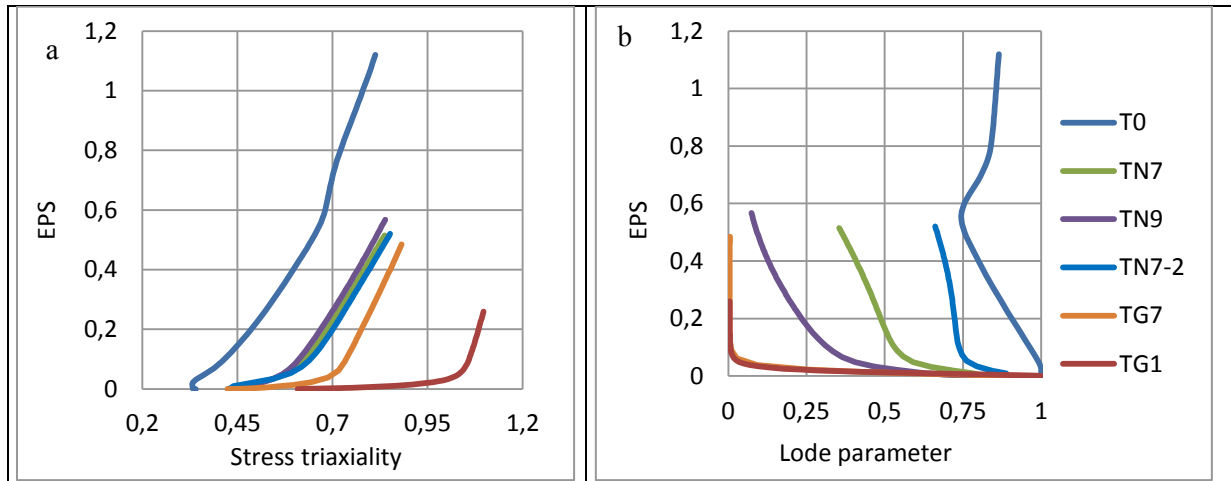 a
1,2
1
0,8
0,6
0,4
0,2
0
EPS
0,2 0,45 0,7 0,95 1,2
Stress triaxiality
b
1,2
1
0,8
0,6
0,4
0,2
0
EPS
0 0,25 0,5 0,75 1
Lode parameter
T0
TN7
TN9
TN7-2
TG7
TG1